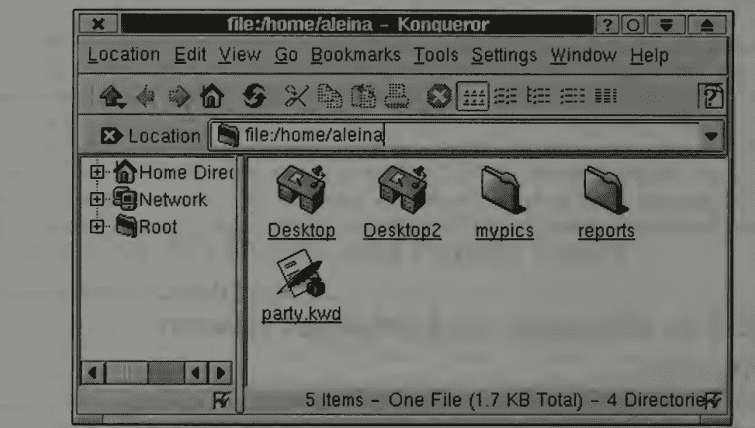 file:/home/aleina - Konqueror
Location Edit View Go Bookmarks Tools Settings Window Help
Location file:/home/aleina
Home Direc
Network
Root
Desktop Desktop2 mypics reports
party.kwd
5 Items - One File (1.7 KB Total) - 4 Directorie